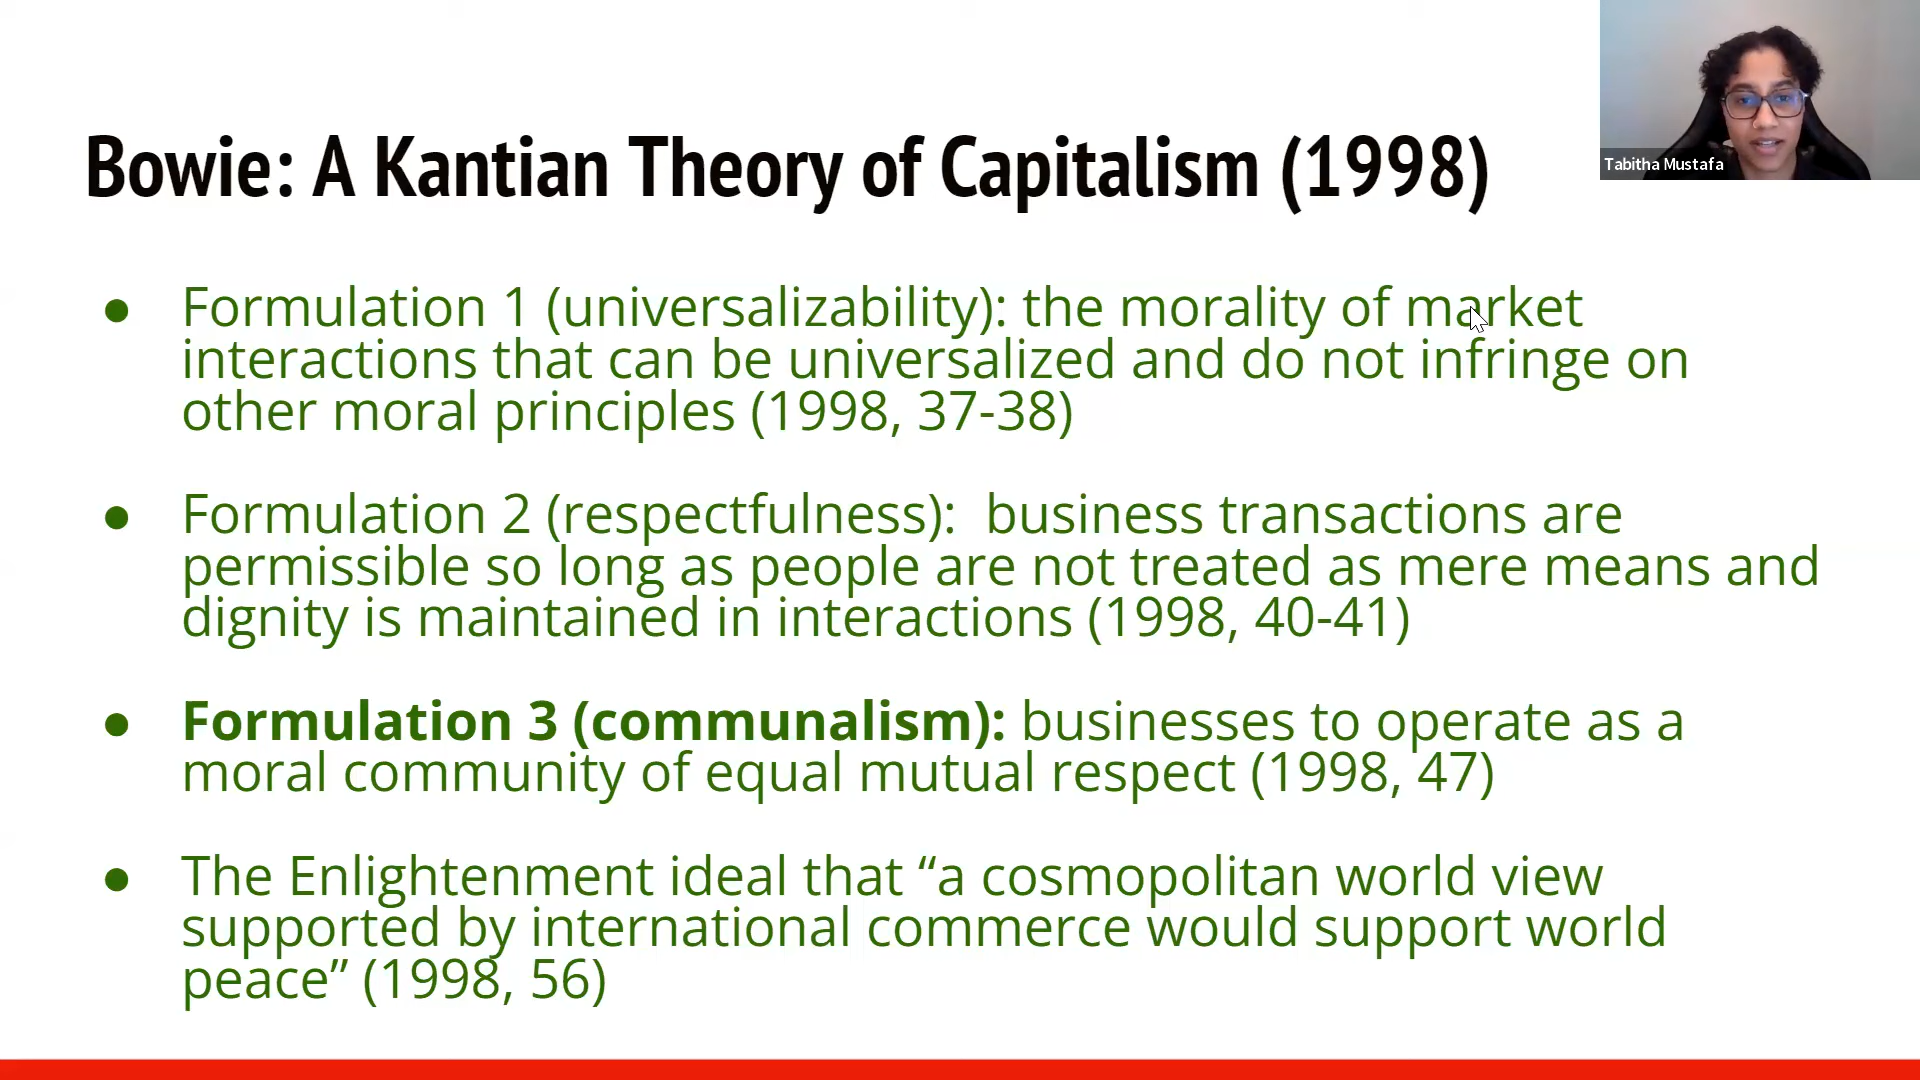 Bowie: A Kantian Theory of Capitalism (1998)
Tabitha Mustafa
● Formulation 1 (universalizability): the morality of market
interactions that can be universalized and do not infringe on
other moral principles (1998, 37-38)
● Formulation 2 (respectfulness):  business transactions are
permissible so long as people are not treated as mere means and
dignity is maintained in interactions (1998, 40-41)
● Formulation 3 (communalism): businesses to operate as a
moral community of equal mutual respect (1998, 47)
● The Enlightenment ideal that “a cosmopolitan world view
supported by international commerce would support world
peace” (1998, 56)